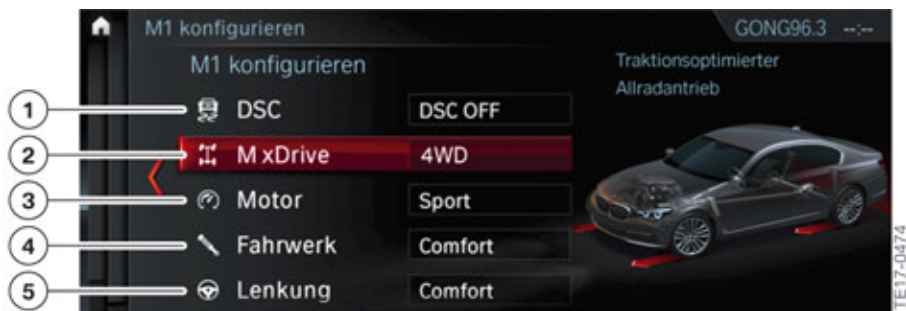 M1 konfigurieren
GONG96.3 --:--
M1 konfigurieren
Traktionsoptimierter
Allradantrieb
1 DSC DSC OFF
2 M xDrive 4WD
3 Motor Sport
4 Fahrwerk Comfort
5 Lenkung Comfort
TE17-0474